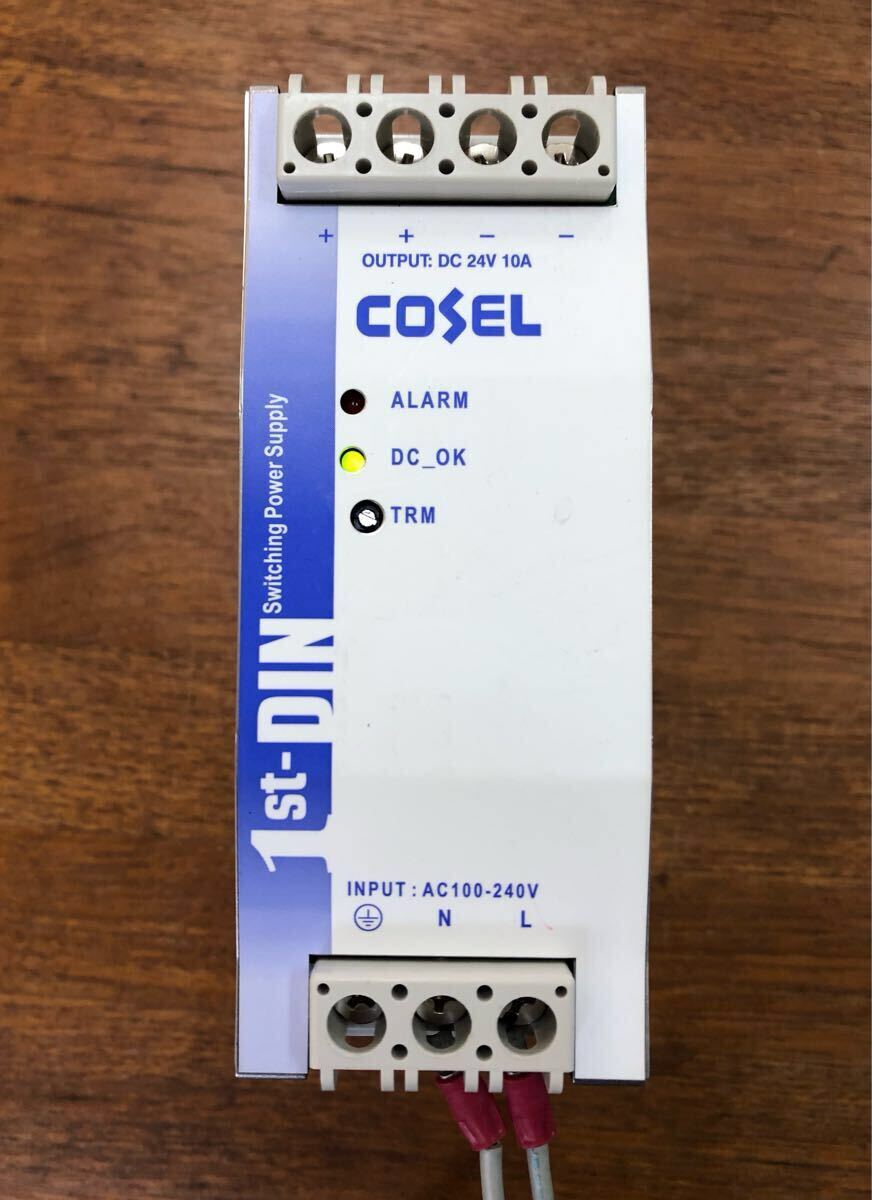 + + − −
OUTPUT: DC 24V 10A
COSEL
ALARM
DC_OK
TRM
1st-DIN Switching Power Supply
INPUT : AC100-240V
N L